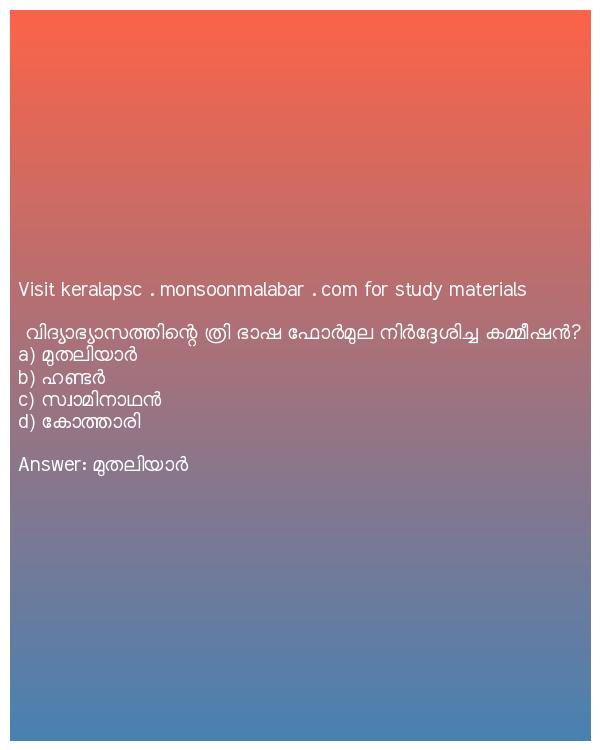 Visit keralapsc . monsoonmalabar . com for study materials
വിദ്യാഭ്യാസത്തിന്റെ ത്രി ഭാഷ ഫോർമുല നിർദ്ദേശിച്ച കമ്മീഷൻ?
a) മുതലിയാർ
b) ഹണ്ടർ
c) സ്വാമിനാഥൻ
d) കോത്താരി
Answer: മുതലിയാർ